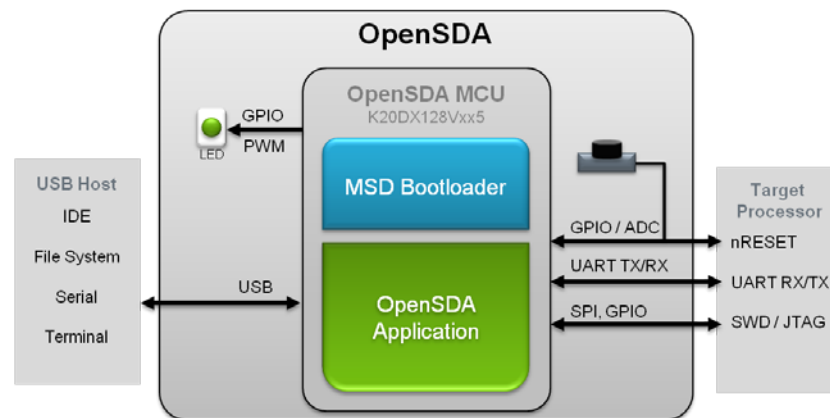 OpenSDA
OpenSDA MCU
K20DX128Vxx5
GPIO
PWM
LED
MSD Bootloader
USB Host
IDE
File System
Serial
Terminal
USB
OpenSDA
Application
GPIO / ADC
UART TX/RX
SPI, GPIO
Target
Processor
nRESET
UART RX/TX
SWD / JTAG